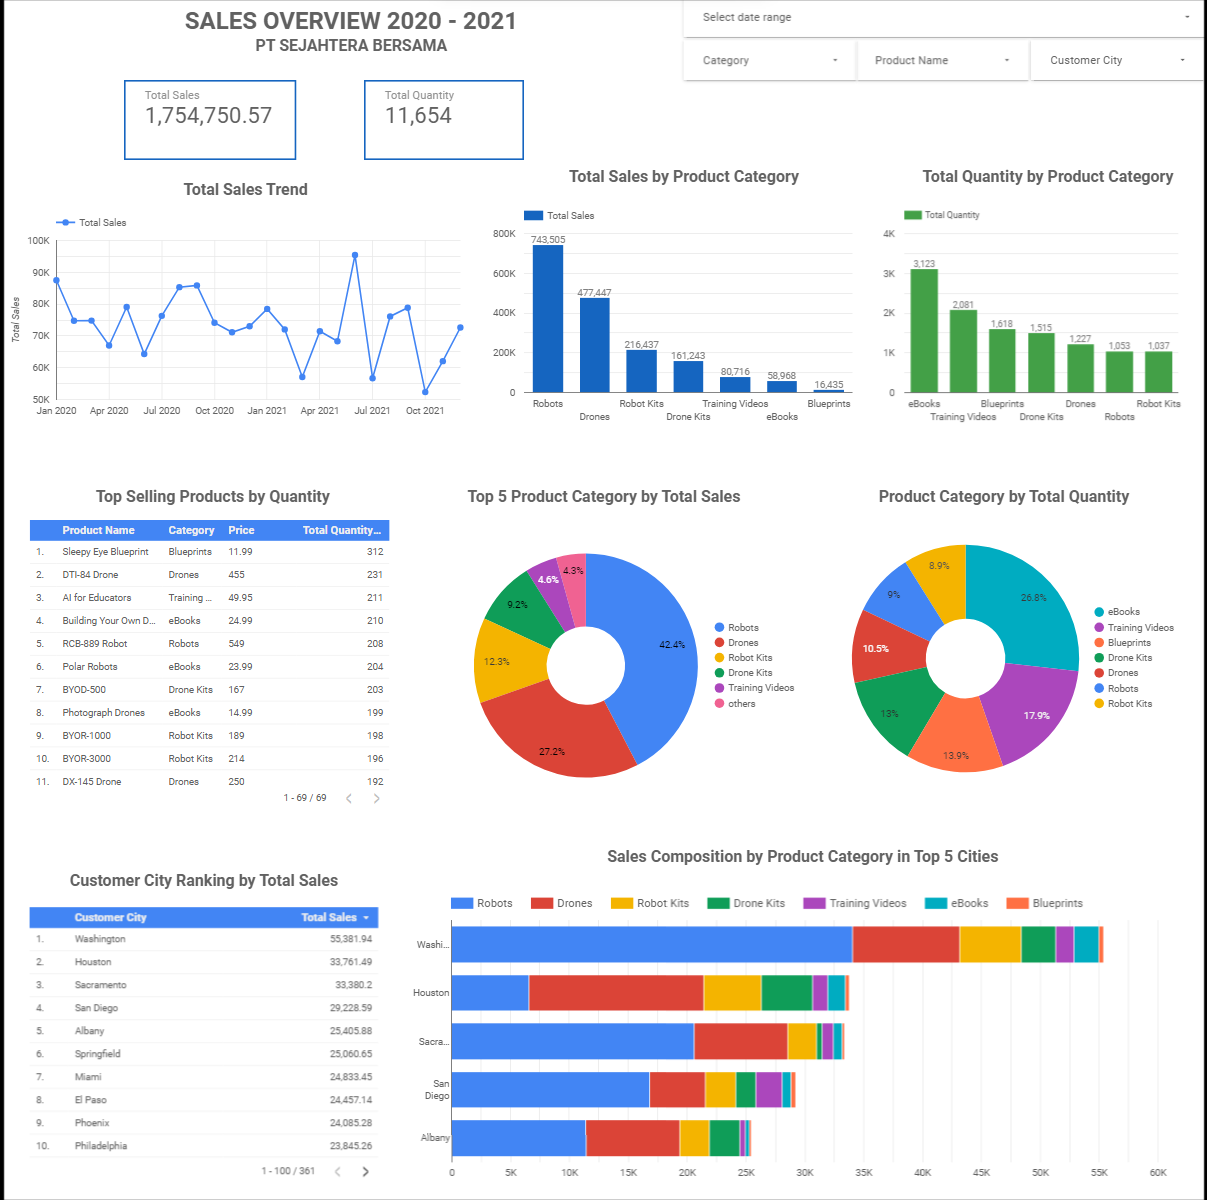 SALES OVERVIEW 2020 - 2021
PT SEJAHTERA BERSAMA
Select date range
Category
Product Name
Customer City
Total Sales
1,754,750.57
Total Quantity
11,654
Total Sales Trend
Total Sales
Total Sales
100K
90K
80K
70K
60K
50K
Jan 2020 Apr 2020 Jul 2020 Oct 2020 Jan 2021 Apr 2021 Jul 2021 Oct 2021
Total Sales by Product Category
Total Sales
800K
600K
400K
200K
0
743,505
477,447
216,437
161,243
80,716
58,968
16,435
Robots Robot Kits Training Videos Blueprints
Drones Drone Kits eBooks
Total Quantity by Product Category
Total Quantity
4K
3K
2K
1K
0
3,123
2,081
1,618
1,515
1,227
1,053
1,037
eBooks Blueprints Drones Robot Kits
Training Videos Drone Kits Robots
Top Selling Products by Quantity
Product Name Category Price Total Quantity...
1. Sleepy Eye Blueprint Blueprints 11.99 312
2. DTI-84 Drone Drones 455 231
3. AI for Educators Training ... 49.95 211
4. Building Your Own D... eBooks 24.99 210
5. RCB-889 Robot Robots 549 208
6. Polar Robots eBooks 23.99 204
7. BYOD-500 Drone Kits 167 203
8. Photograph Drones eBooks 14.99 199
9. BYOR-1000 Robot Kits 189 198
10. BYOR-3000 Robot Kits 214 196
11. DX-145 Drone Drones 250 192
1 - 69 / 69
Top 5 Product Category by Total Sales
42.4%
27.2%
12.3%
9.2%
4.6%
4.3%
Robots
Drones
Robot Kits
Drone Kits
Training Videos
others
Product Category by Total Quantity
26.8%
17.9%
13.9%
13%
10.5%
9%
8.9%
eBooks
Training Videos
Blueprints
Drone Kits
Drones
Robots
Robot Kits
Customer City Ranking by Total Sales
Customer City Total Sales
1. Washington 55,381.94
2. Houston 33,761.49
3. Sacramento 33,380.2
4. San Diego 29,228.59
5. Albany 25,405.88
6. Springfield 25,060.65
7. Miami 24,833.45
8. El Paso 24,457.14
9. Phoenix 24,085.28
10. Philadelphia 23,845.26
1 - 100 / 361
Sales Composition by Product Category in Top 5 Cities
Robots Drones Robot Kits Drone Kits Training Videos eBooks Blueprints
Washi...
Houston
Sacra...
San
Diego
Albany
0 5K 10K 15K 20K 25K 30K 35K 40K 45K 50K 55K 60K